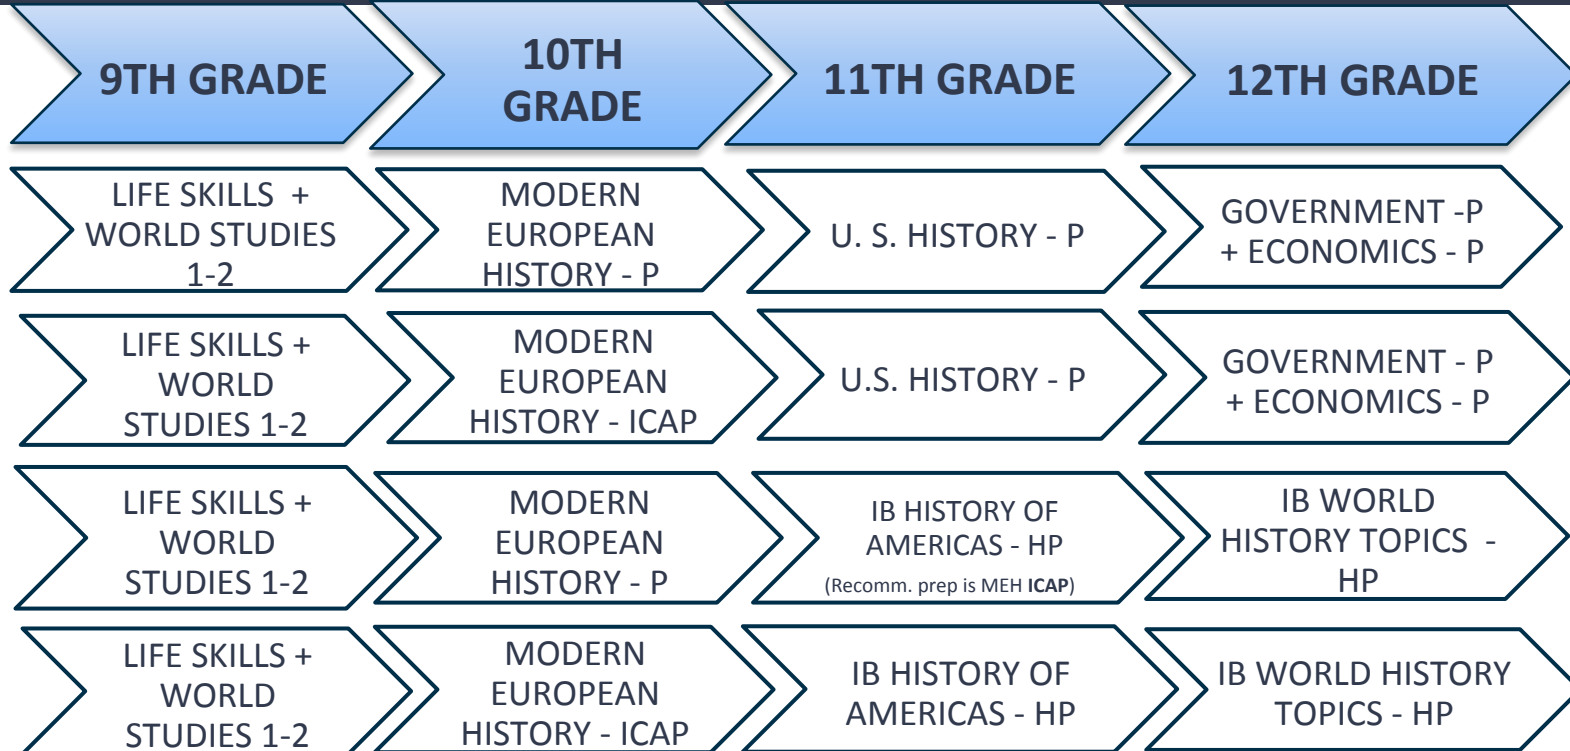 9TH GRADE
10TH
GRADE
11TH GRADE
12TH GRADE
LIFE SKILLS +
WORLD STUDIES
1-2
MODERN
EUROPEAN
HISTORY - P
U. S. HISTORY - P
GOVERNMENT -P
+ ECONOMICS - P
LIFE SKILLS +
WORLD
STUDIES 1-2
MODERN
EUROPEAN
HISTORY - ICAP
U.S. HISTORY - P
GOVERNMENT - P
+ ECONOMICS - P
LIFE SKILLS +
WORLD
STUDIES 1-2
MODERN
EUROPEAN
HISTORY - P
IB HISTORY OF
AMERICAS - HP
(Recomm. prep is MEH ICAP)
IB WORLD
HISTORY TOPICS -
HP
LIFE SKILLS +
WORLD
STUDIES 1-2
MODERN
EUROPEAN
HISTORY - ICAP
IB HISTORY OF
AMERICAS - HP
IB WORLD HISTORY
TOPICS - HP